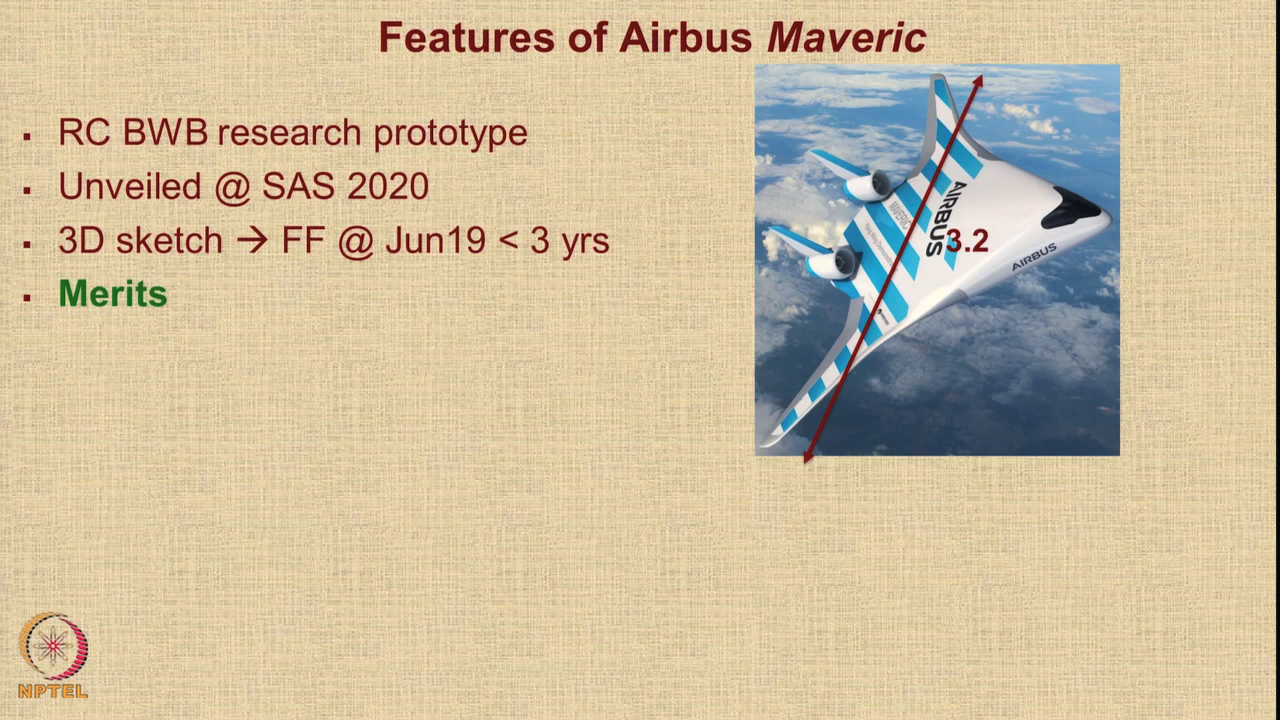 Features of Airbus Maveric
▪ RC BWB research prototype
▪ Unveiled @ SAS 2020
▪ 3D sketch → FF @ Jun19 < 3 yrs
▪ Merits
AIRBUS
3.2
AIRBUS
MAVERIC
NPTEL